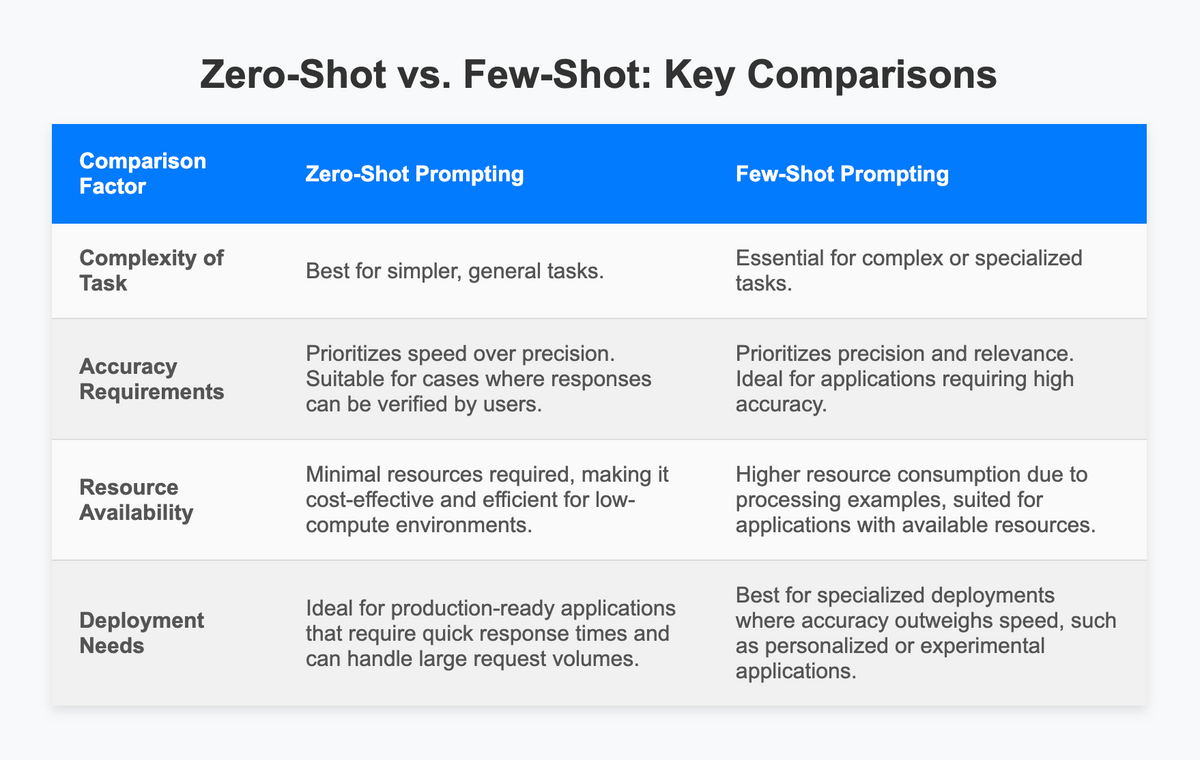 Zero-Shot vs. Few-Shot: Key Comparisons
Comparison
Factor
Zero-Shot Prompting
Few-Shot Prompting
Complexity of
Task
Best for simpler, general tasks.
Essential for complex or specialized
tasks.
Accuracy
Requirements
Prioritizes speed over precision.
Suitable for cases where responses
can be verified by users.
Prioritizes precision and relevance.
Ideal for applications requiring high
accuracy.
Resource
Availability
Minimal resources required, making it
cost-effective and efficient for low-
compute environments.
Higher resource consumption due to
processing examples, suited for
applications with available resources.
Deployment
Needs
Ideal for production-ready applications
that require quick response times and
can handle large request volumes.
Best for specialized deployments
where accuracy outweighs speed, such
as personalized or experimental
applications.